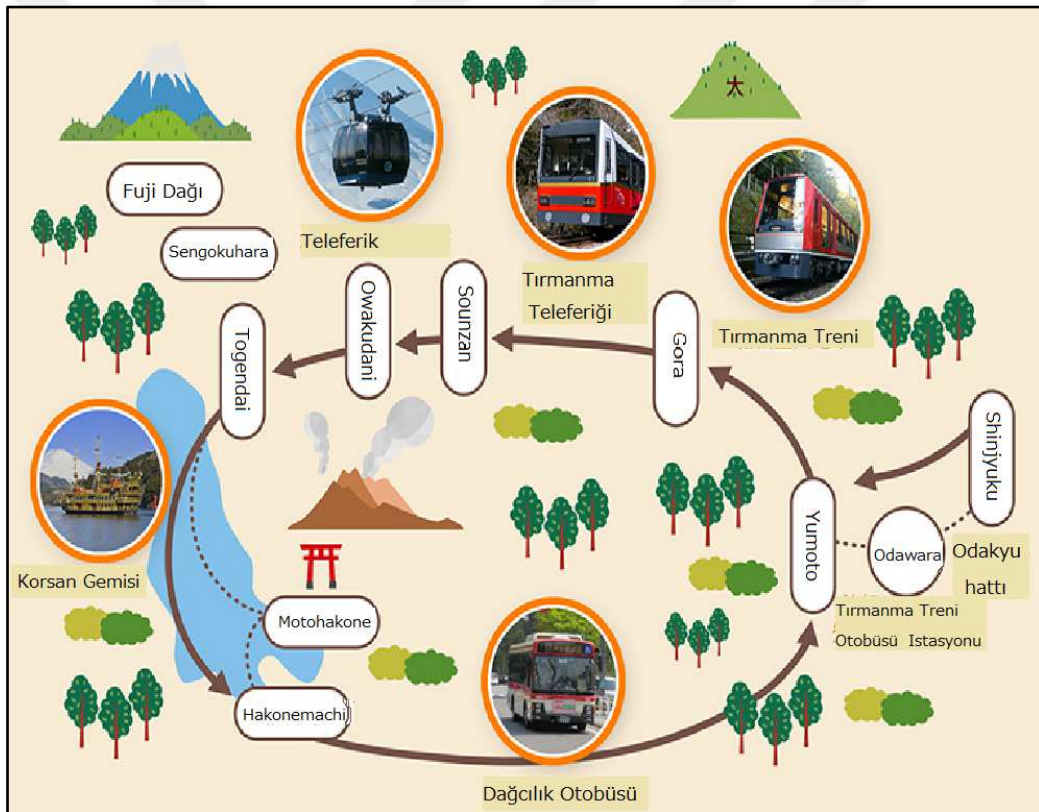 Fuji Dağı
Sengokuhara
Teleferik
Tırmanma
Teleferiği
Tırmanma Treni
大
Togendai
Owakudani
Sounzan
Gora
Shinjyuku
Yumoto
Odawara
Odakyu
hattı
Tırmanma Treni
Otobüsü Istasyonu
Korsan Gemisi
Motohakone
Hakonemachi
Dağcılık Otobüsü